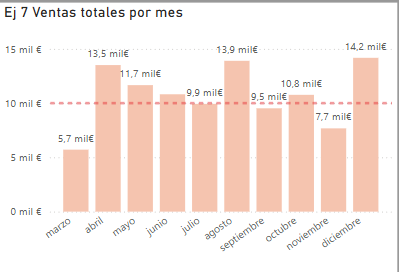 Ej 7 Ventas totales por mes
15 mil €
10 mil €
5 mil €
0 mil €
5,7 mil€
13,5 mil€
11,7 mil€
9,9 mil€
13,9 mil€
9,5 mil€
10,8 mil€
7,7 mil€
14,2 mil€
marzo
abril
mayo
junio
julio
agosto
septiembre
octubre
noviembre
diciembre